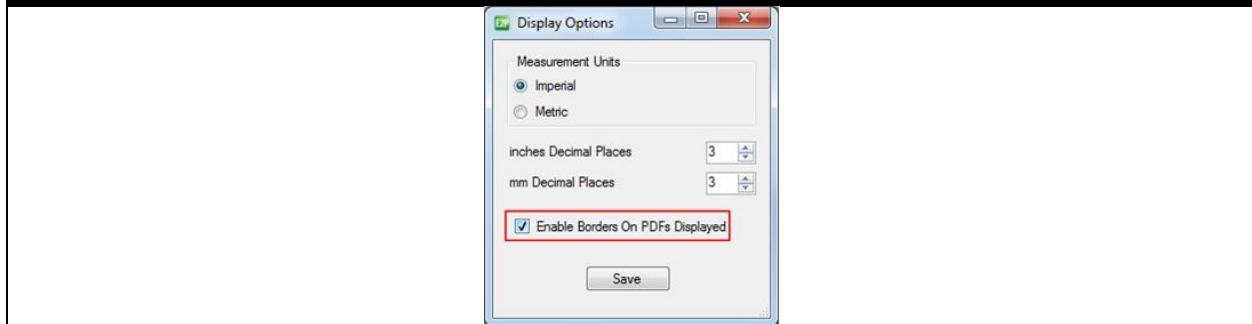 Display Options
Measurement Units
Imperial
Metric
inches Decimal Places 3
mm Decimal Places 3
Enable Borders On PDFs Displayed
Save